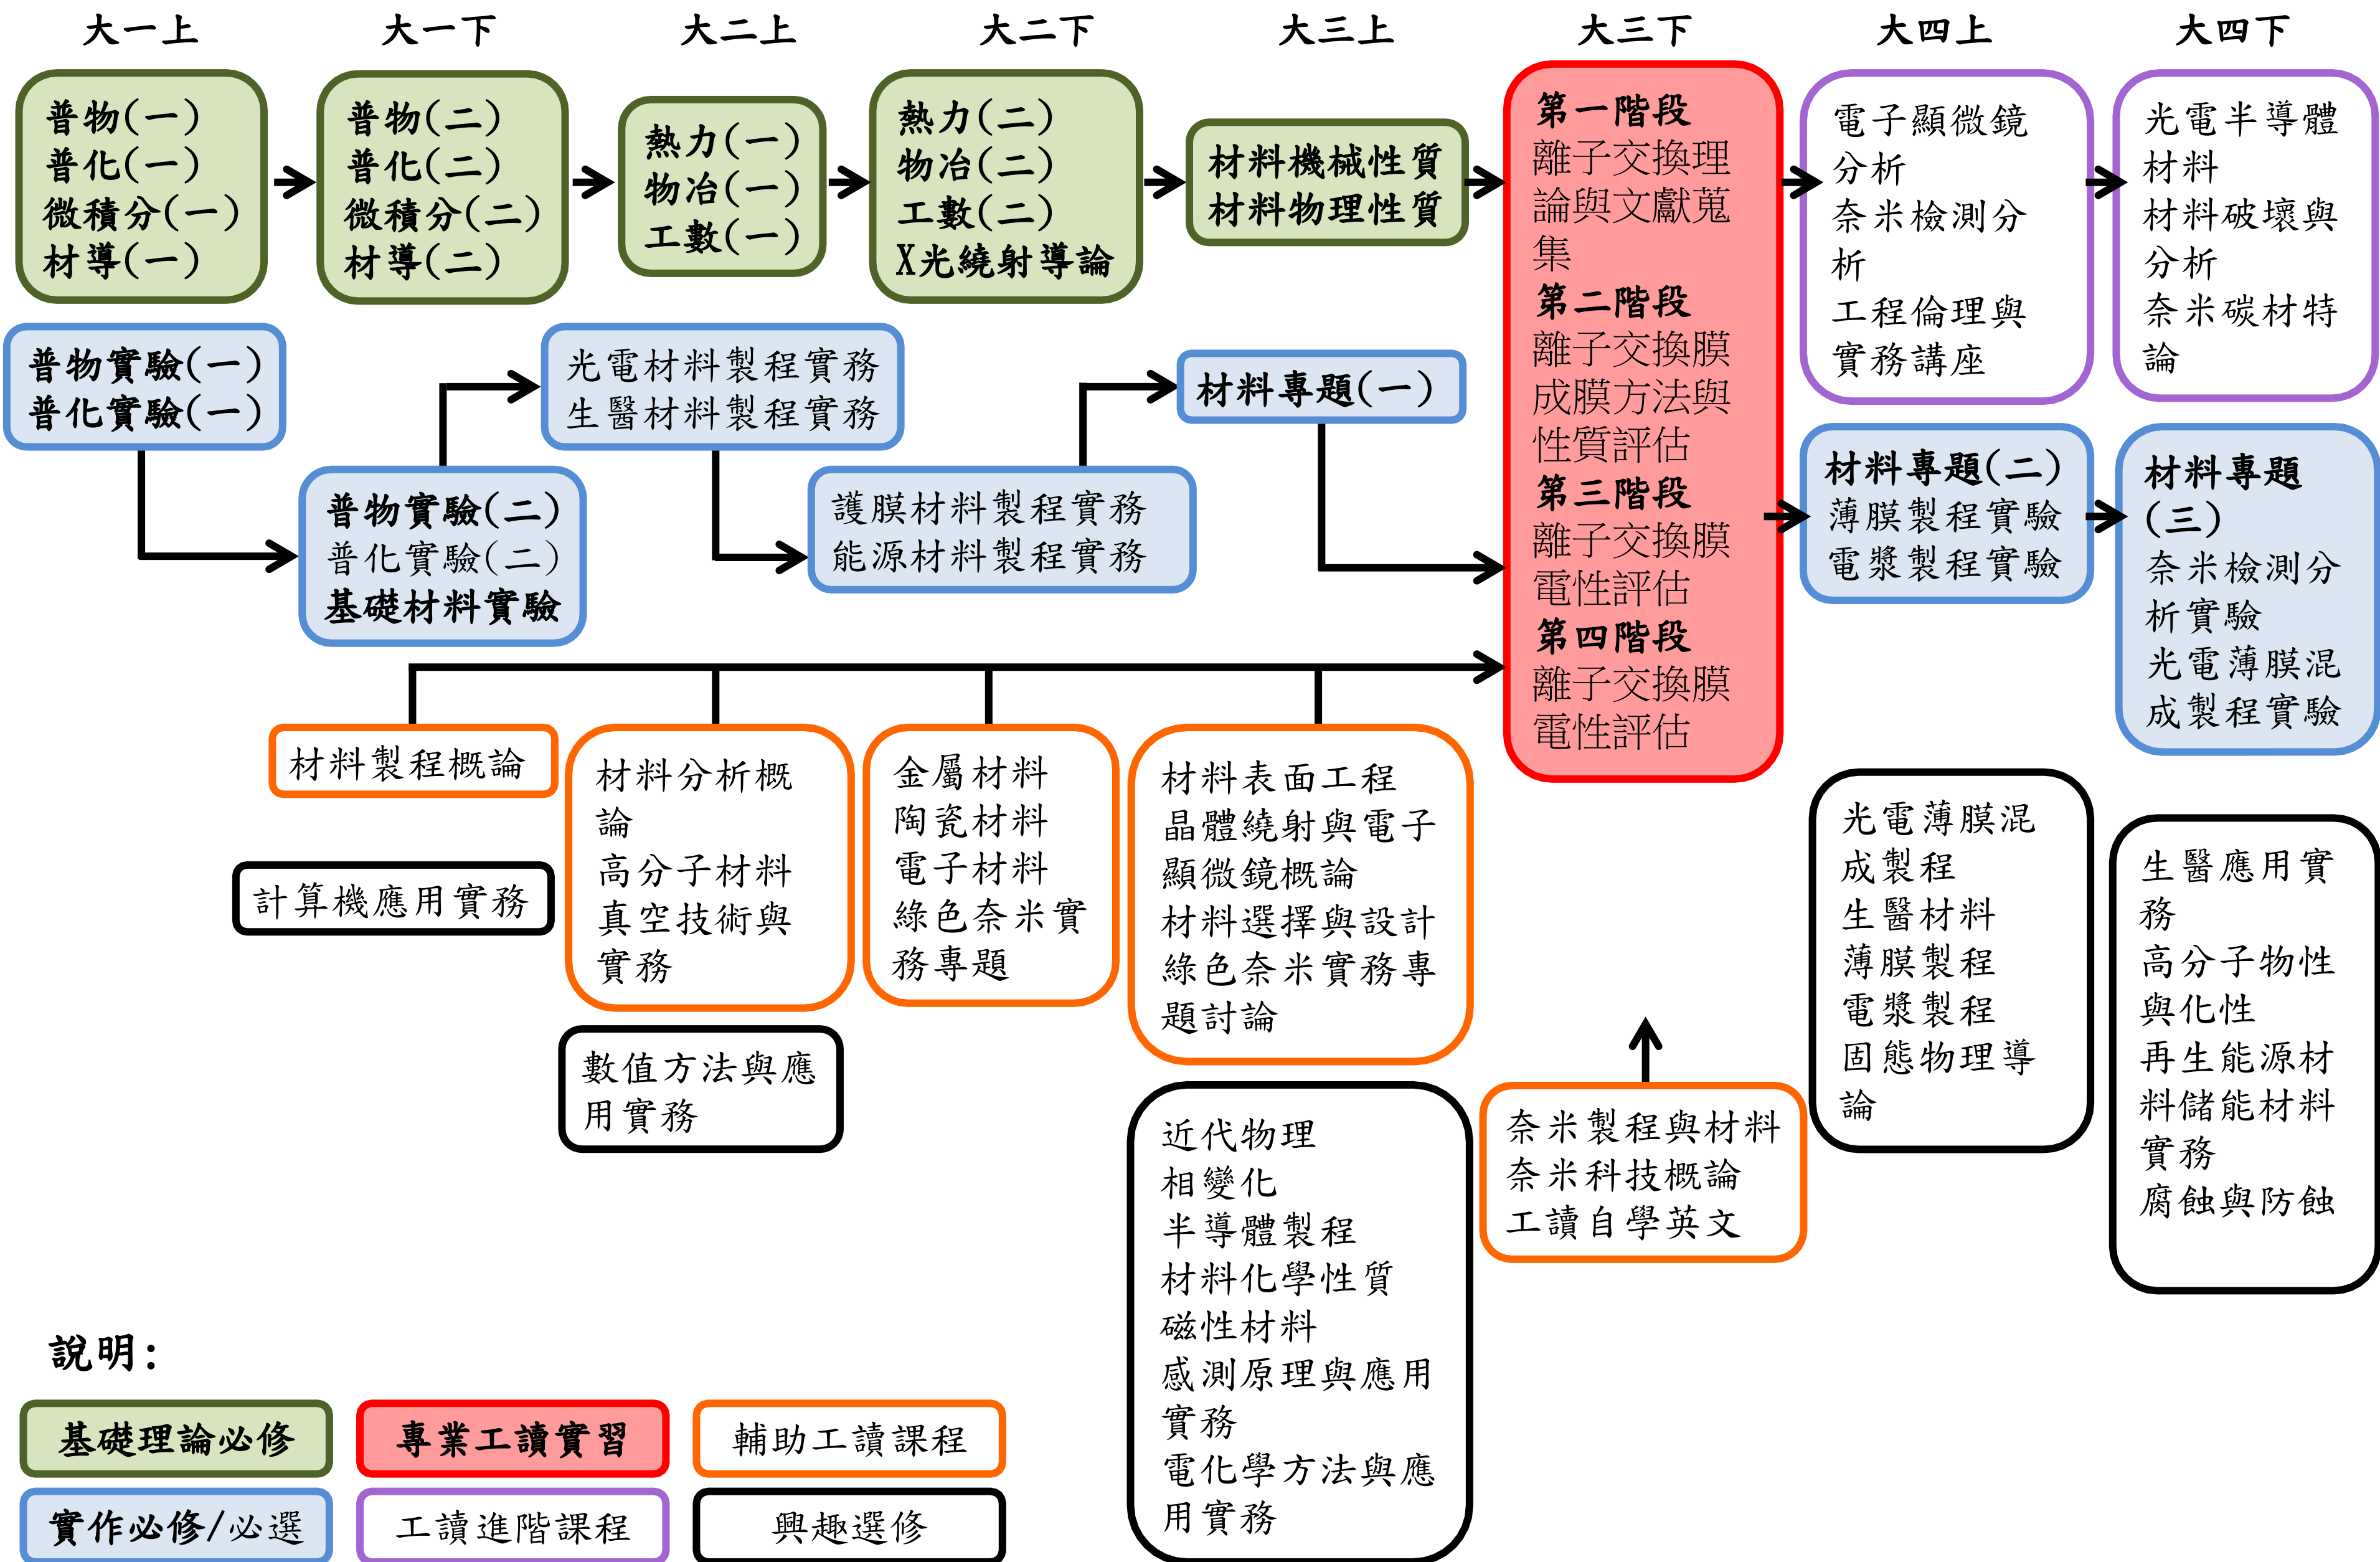 大一上
大一下
大二上
大二下
大三上
大三下
大四上
大四下
普物(一)
普化(一)
微積分(一)
材導(一)
普物(二)
普化(二)
微積分(二)
材導(二)
熱力(一)
物冶(一)
工數(一)
熱力(二)
物冶(二)
工數(二)
X光繞射導論
材料機械性質
材料物理性質
第一階段
離子交換理
論與文獻蒐
集
第二階段
離子交換膜
成膜方法與
性質評估
第三階段
離子交換膜
電性評估
第四階段
離子交換膜
電性評估
電子顯微鏡
分析
奈米檢測分
析
工程倫理與
實務講座
光電半導體
材料
材料破壞與
分析
奈米碳材特
論
普物實驗(一)
普化實驗(一)
普物實驗(二)
普化實驗(二)
基礎材料實驗
光電材料製程實務
生醫材料製程實務
護膜材料製程實務
能源材料製程實務
材料專題(一)
材料專題(二)
薄膜製程實驗
電漿製程實驗
材料專題
(三)
奈米檢測分
析實驗
光電薄膜混
成製程實驗
材料製程概論
計算機應用實務
材料分析概
論
高分子材料
真空技術與
實務
數值方法與應
用實務
金屬材料
陶瓷材料
電子材料
綠色奈米實
務專題
材料表面工程
晶體繞射與電子
顯微鏡概論
材料選擇與設計
綠色奈米實務專
題討論
近代物理
相變化
半導體製程
材料化學性質
磁性材料
感測原理與應用
實務
電化學方法與應
用實務
奈米製程與材料
奈米科技概論
工讀自學英文
光電薄膜混
成製程
生醫材料
薄膜製程
電漿製程
固態物理導
論
生醫應用實
務
高分子物性
與化性
再生能源材
料儲能材料
實務
腐蝕與防蝕
說明:
基礎理論必修
專業工讀實習
輔助工讀課程
實作必修/必選
工讀進階課程
興趣選修